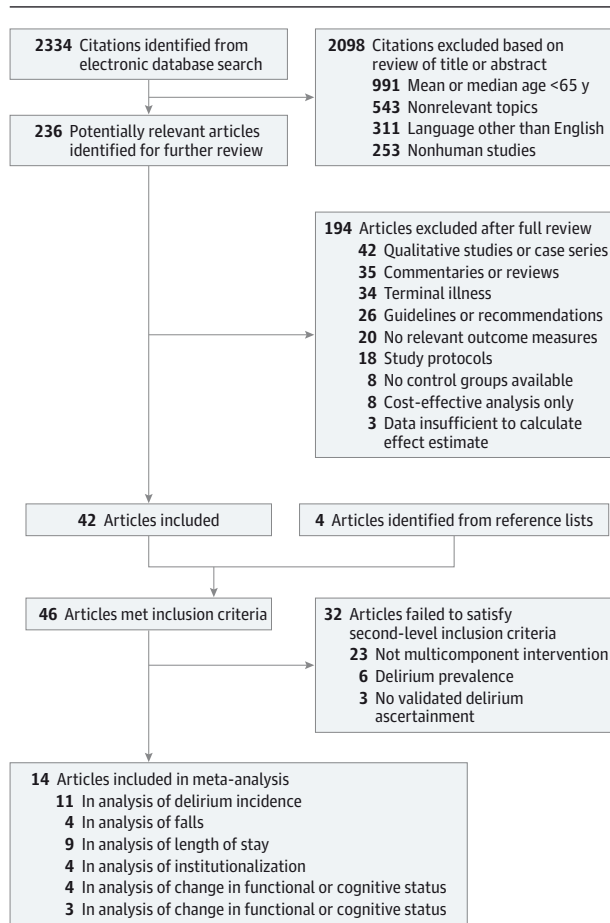 2334 Citations identified from
electronic database search
2098 Citations excluded based on
review of title or abstract
991 Mean or median age <65 y
543 Nonrelevant topics
311 Language other than English
253 Nonhuman studies
236 Potentially relevant articles
identified for further review
194 Articles excluded after full review
42 Qualitative studies or case series
35 Commentaries or reviews
34 Terminal illness
26 Guidelines or recommendations
20 No relevant outcome measures
18 Study protocols
8 No control groups available
8 Cost-effective analysis only
3 Data insufficient to calculate
effect estimate
42 Articles included
4 Articles identified from reference lists
46 Articles met inclusion criteria
32 Articles failed to satisfy
second-level inclusion criteria
23 Not multicomponent intervention
6 Delirium prevalence
3 No validated delirium
ascertainment
14 Articles included in meta-analysis
11 In analysis of delirium incidence
4 In analysis of falls
9 In analysis of length of stay
4 In analysis of institutionalization
4 In analysis of change in functional or cognitive status
3 In analysis of change in functional or cognitive status